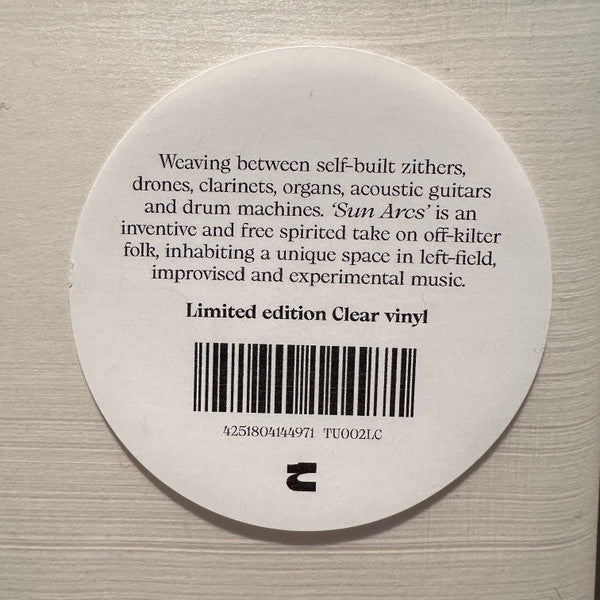 Weaving between self-built zithers,
drones, clarinets, organs, acoustic guitars
and drum machines. 'Sun Arcs' is an
inventive and free spirited take on off-kilter
folk, inhabiting a unique space in left-field,
improvised and experimental music.
Limited edition Clear vinyl
4251804144971 TU002LC